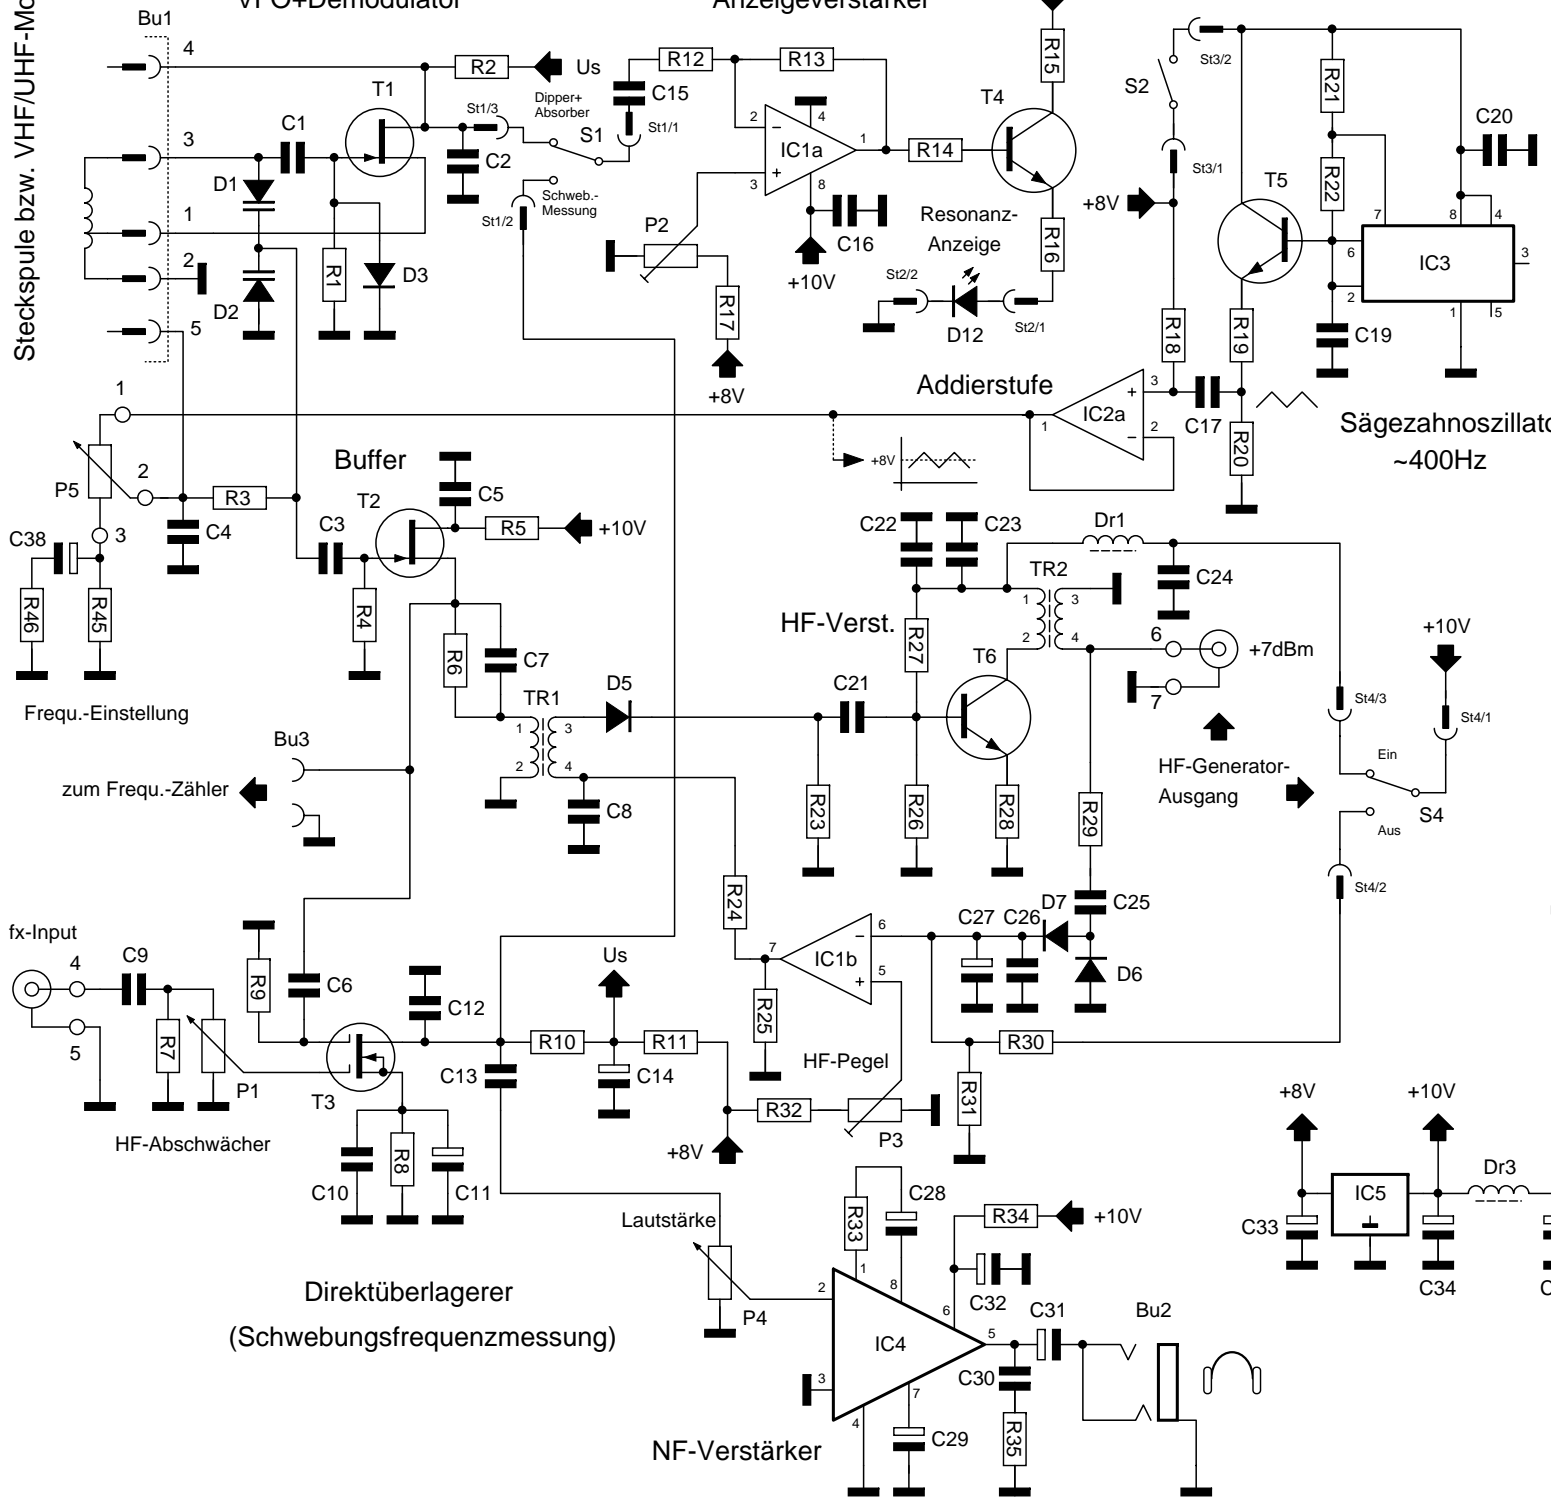 VFO+Demodulator
Anzeigeverstärker
Steckspule bzw. VHF/UHF-Mo
Bu1
4
3
1
2
5
R2
Us
T1
C1
D1
D2
R1
D3
C2
St1/3
Dipper+
Absorber
S1
St1/1
Schweb.-
Messung
St1/2
C15
R12
R13
2
3
4
1
8
IC1a
C16
+10V
P2
R17
+8V
R14
T4
R15
R16
Resonanz-
Anzeige
St2/2
D12
St2/1
S2
St3/2
St3/1
+8V
R18
R19
T5
R21
R22
C20
7
8
4
6
2
3
1
5
IC3
C19
Addierstufe
IC2a
3
2
1
C17
R20
Sägezahnoszillato
~400Hz
+8V
1
2
3
P5
R3
C4
C38
R46
R45
Frequ.-Einstellung
Buffer
T2
C5
R5
+10V
C3
R4
R6
C7
TR1
1
2
3
4
D5
C8
Bu3
zum Frequ.-Zähler
HF-Verst.
C22
C23
Dr1
C24
TR2
1
2
3
4
R27
T6
C21
R23
R26
R28
R29
6
7
+7dBm
HF-Generator-
Ausgang
+10V
St4/3
St4/1
Ein
Aus
S4
St4/2
R24
R25
IC1b
7
6
5
C27
C26
D7
C25
D6
R30
R31
HF-Pegel
R32
P3
+8V
fx-Input
4
5
C9
R7
P1
HF-Abschwächer
R9
C6
C12
T3
C10
R8
C11
C13
R10
Us
R11
C14
Direktüberlagerer
(Schwebungsfrequenzmessung)
Lautstärke
P4
R33
C28
R34
+10V
C32
1
8
2
6
5
3
7
4
IC4
C31
Bu2
C30
R35
C29
NF-Verstärker
+8V
+10V
C33
IC5
Dr3
C34
C